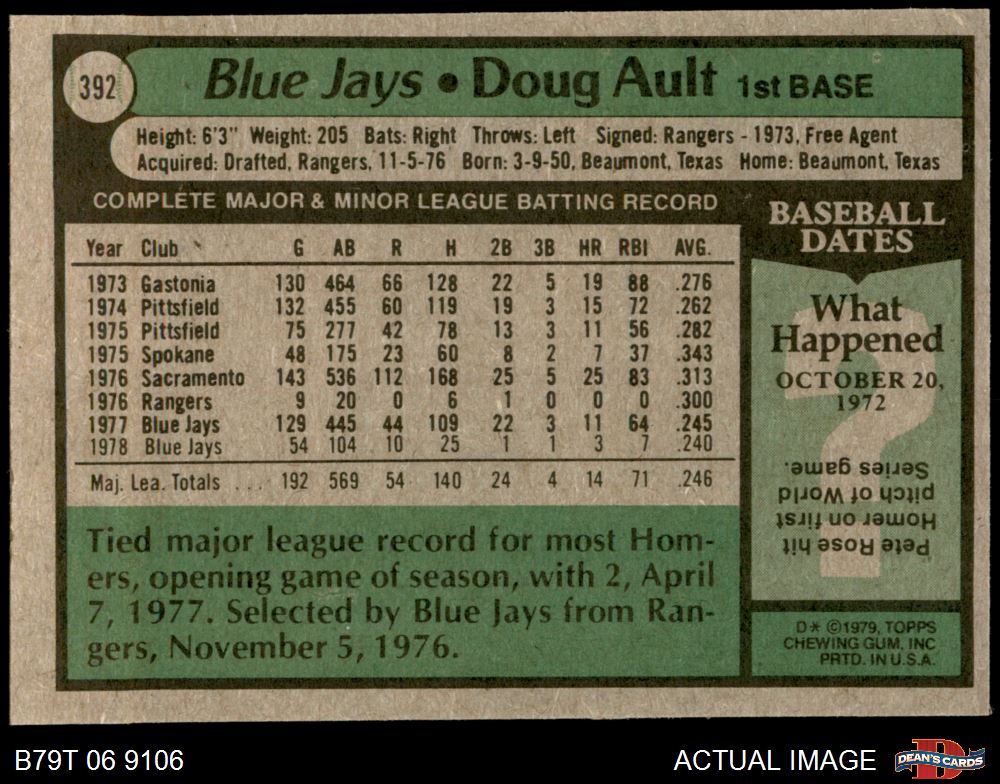 392
Blue Jays • Doug Ault 1st BASE
Height: 6'3" Weight: 205 Bats: Right Throws: Left Signed: Rangers - 1973, Free Agent
Acquired: Drafted, Rangers, 11-5-76 Born: 3-9-50, Beaumont, Texas Home: Beaumont, Texas
COMPLETE MAJOR & MINOR LEAGUE BATTING RECORD
Year Club G AB R H 2B 3B HR RBI AVG.
1973 Gastonia 130 464 66 128 22 5 19 88 .276
1974 Pittsfield 132 455 60 119 19 3 15 72 .262
1975 Pittsfield 75 277 42 78 13 3 11 56 .282
1975 Spokane 48 175 23 60 8 2 7 37 .343
1976 Sacramento 143 536 112 168 25 5 25 83 .313
1976 Rangers 9 20 0 6 1 0 0 0 .300
1977 Blue Jays 129 445 44 109 22 3 11 64 .245
1978 Blue Jays 54 104 10 25 1 1 3 7 .240
Maj. Lea. Totals ... 192 569 54 140 24 4 14 71 .246
Tied major league record for most Hom-
ers, opening game of season, with 2, April
7, 1977. Selected by Blue Jays from Ran-
gers, November 5, 1976.
BASEBALL
DATES
What
Happened
OCTOBER 20,
1972
?
Pete Rose hit
Homer on first
pitch of World
Series game.
D* ©1979, TOPPS
CHEWING GUM, INC
PRTD. IN U.S.A.
B79T 06 9106
ACTUAL IMAGE
D
DEAN'S CARDS